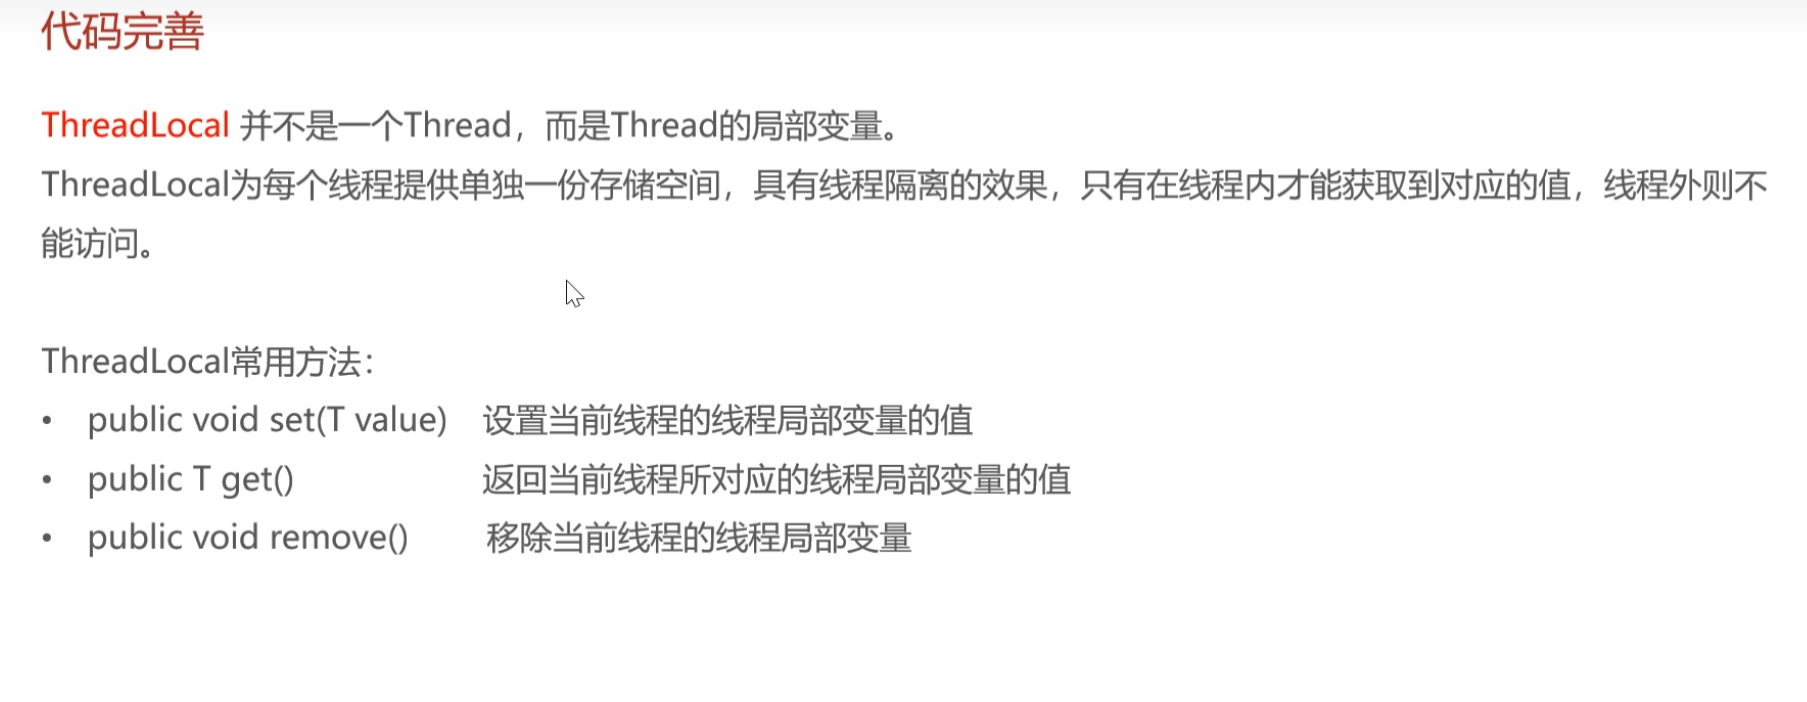 代码完善
ThreadLocal 并不是一个Thread，而是Thread的局部变量。
ThreadLocal为每个线程提供单独一份存储空间，具有线程隔离的效果，只有在线程内才能获取到对应的值，线程外则不
能访问。
ThreadLocal常用方法：
• public void set(T value) 设置当前线程的线程局部变量的值
• public T get() 返回当前线程所对应的线程局部变量的值
• public void remove() 移除当前线程的线程局部变量